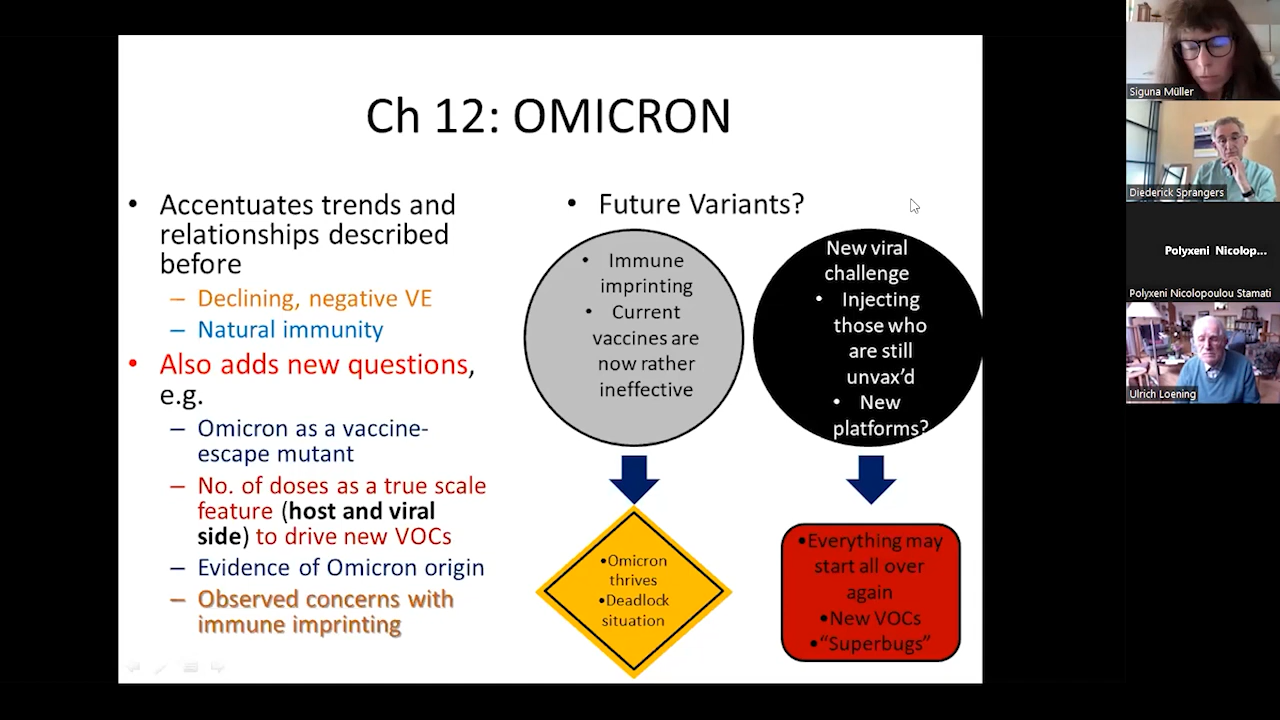 Ch 12: OMICRON
• Accentuates trends and
relationships described
before
– Declining, negative VE
– Natural immunity
• Also adds new questions,
e.g.
– Omicron as a vaccine-
escape mutant
– No. of doses as a true scale
feature (host and viral
side) to drive new VOCs
– Evidence of Omicron origin
– Observed concerns with
immune imprinting
• Future Variants?
• Immune
imprinting
• Current
vaccines are
now rather
ineffective
New viral
challenge
• Injecting
those who
are still
unvax’d
• New
platforms?
•Omicron
thrives
•Deadlock
situation
•Everything may
start all over
again
•New VOCs
•“Superbugs”
Siguna Müller
Diederick Sprangers
Polyxeni Nicolop...
Polyxeni Nicolopoulou Stamati
Ulrich Loening